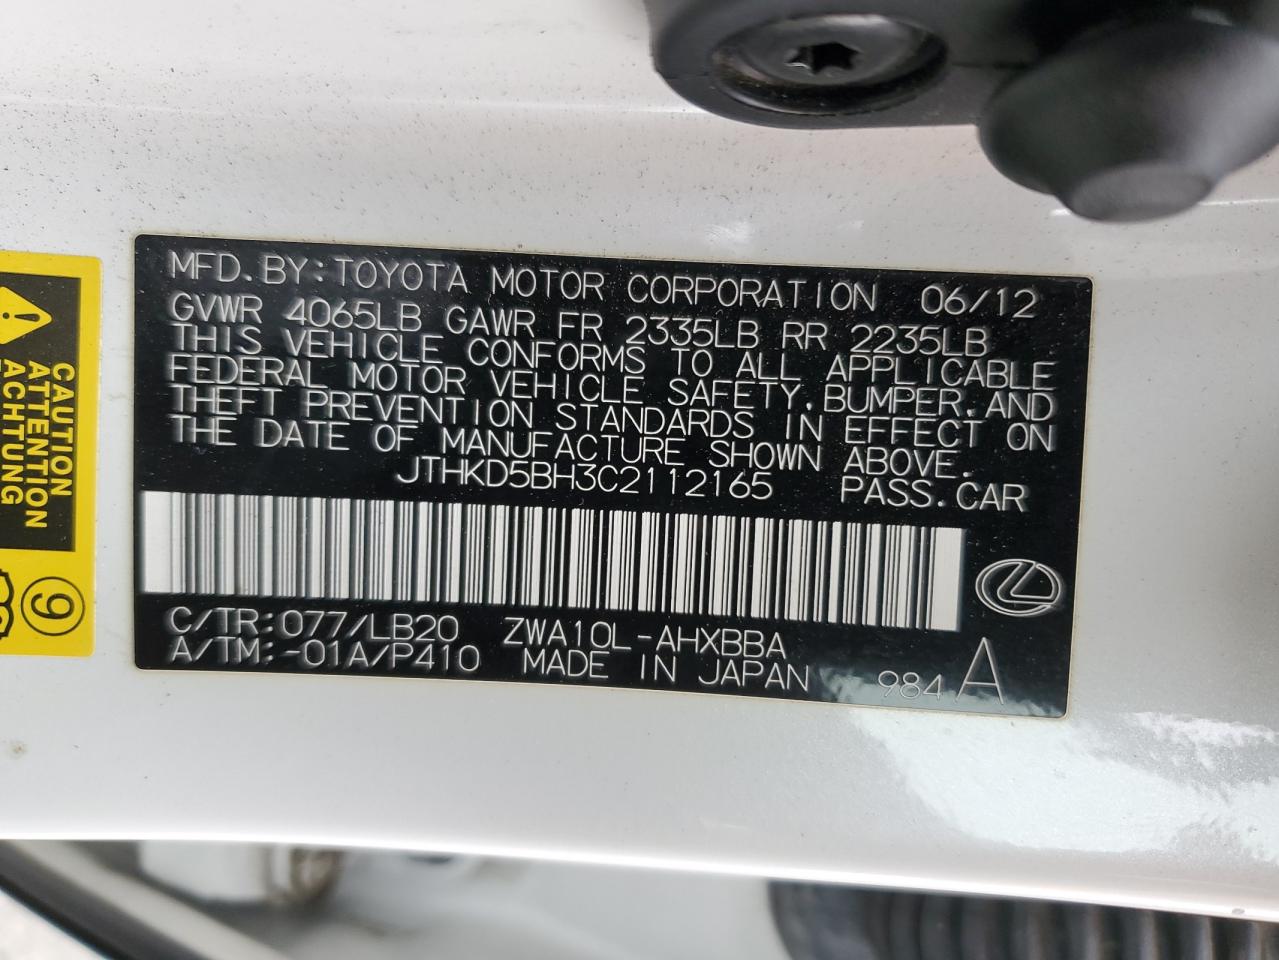 MFD.BY:TOYOTA MOTOR CORPORATION 06/12
GVWR 4065LB GAWR FR 2335LB RR 2235LB
THIS VEHICLE CONFORMS TO ALL APPLICABLE
FEDERAL MOTOR VEHICLE SAFETY,BUMPER,AND
THEFT PREVENTION STANDARDS IN EFFECT ON
THE DATE OF MANUFACTURE SHOWN ABOVE.
JTHKD5BH3C2112165 PASS.CAR
C/TR:077/LB20 ZWA10L-AHXBBA
A/TM:-01A/P410 MADE IN JAPAN 984 A
CAUTION
ATTENTION
ACHTUNG
9